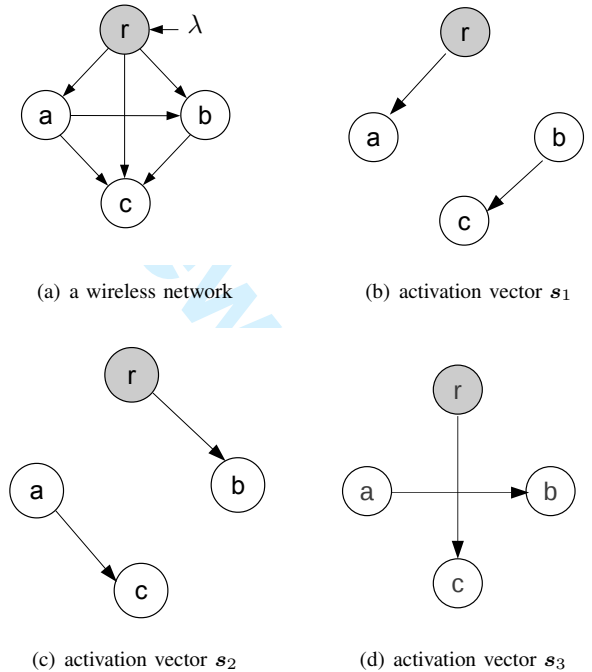 r
λ
a
b
c
r
a
b
c
(a) a wireless network
(b) activation vector s₁
r
a
b
c
r
a
b
c
(c) activation vector s₂
(d) activation vector s₃